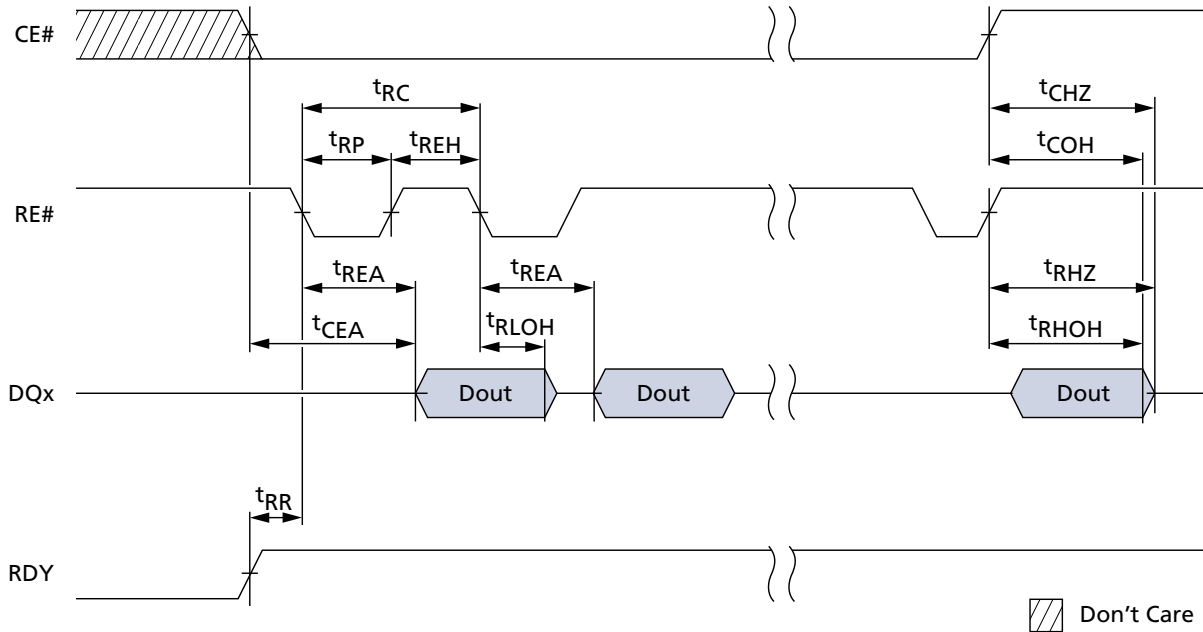 CE#
tRC
tCHZ
tRP
tREH
tCOH
RE#
tREA
tREA
tRHZ
tCEA
tRLOH
tRHOH
DQx
Dout
Dout
Dout
tRR
RDY
Don't Care